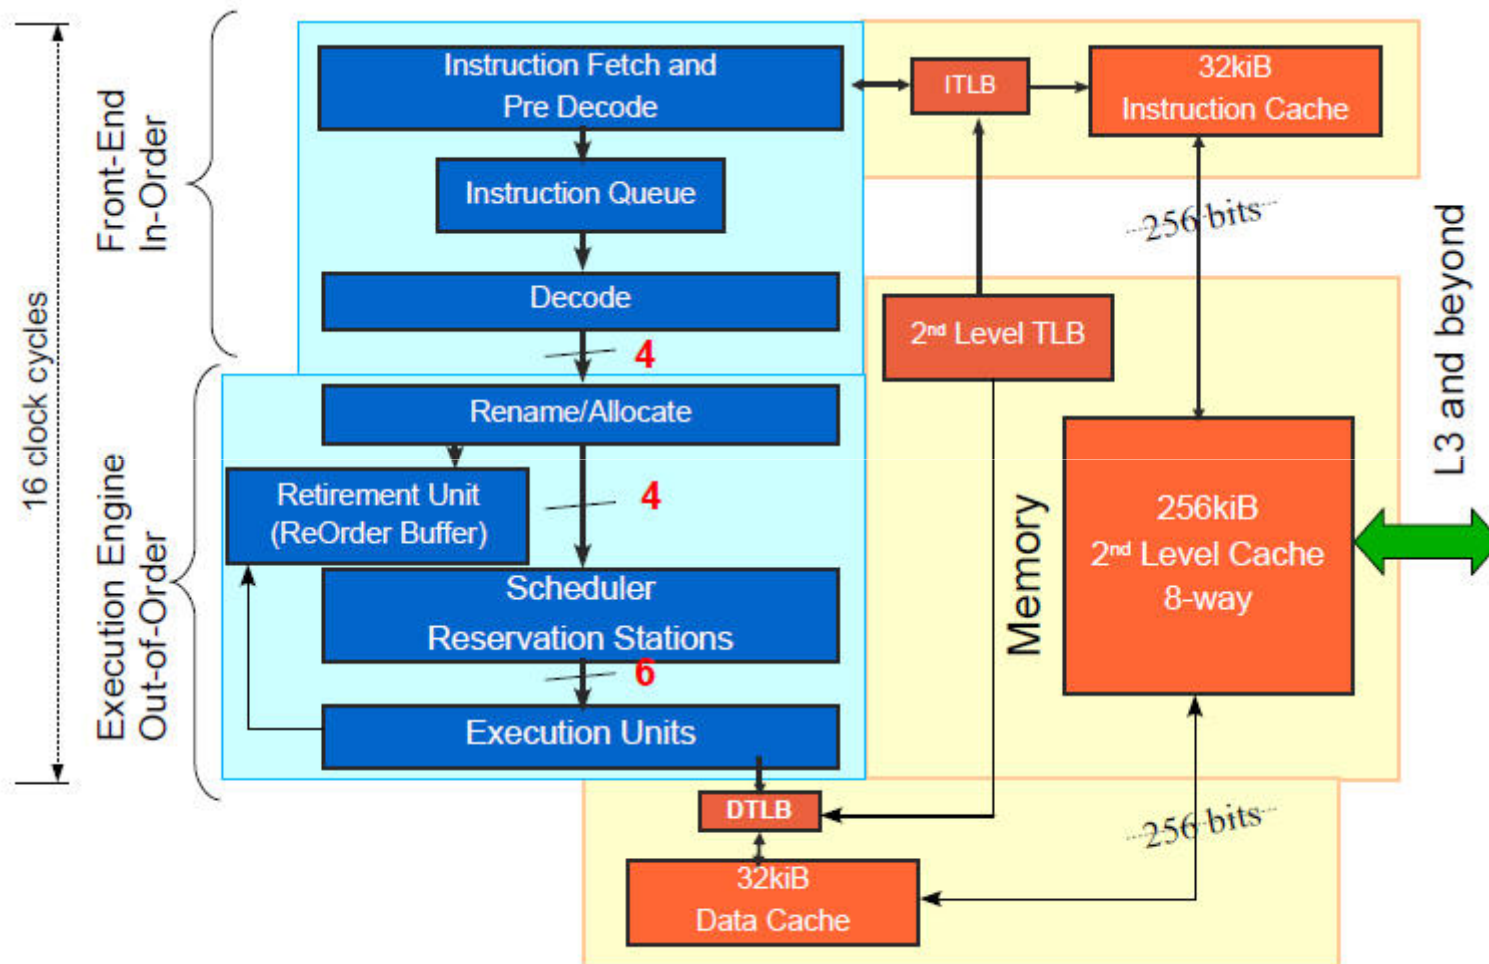 16 clock cycles
Front-End
In-Order
Execution Engine
Out-of-Order
Instruction Fetch and
Pre Decode
Instruction Queue
Decode
4
Rename/Allocate
4
Retirement Unit
(ReOrder Buffer)
Scheduler
Reservation Stations
6
Execution Units
ITLB
32kiB
Instruction Cache
256 bits
2nd Level TLB
Memory
256kiB
2nd Level Cache
8-way
L3 and beyond
DTLB
32kiB
Data Cache
256 bits